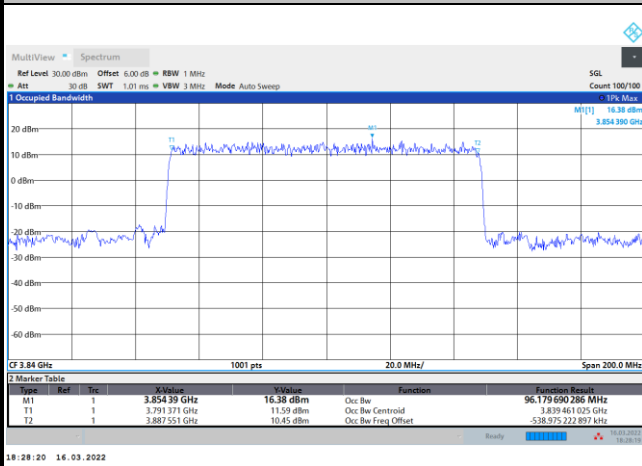 MultiView Spectrum
Ref Level 30.00 dBm Offset 6.00 dB RBW 1 MHz SGL
Att 30 dB SWT 1.01 ms VBW 3 MHz Mode Auto Sweep Count 100/100
1 Occupied Bandwidth 1Pk Max
M1[1] 16.38 dBm
3.854 390 GHz
20 dBm
M1
T1
T2
10 dBm
0 dBm
-10 dBm
-20 dBm
-30 dBm
-40 dBm
-50 dBm
-60 dBm
CF 3.84 GHz 1001 pts 20.0 MHz/ Span 200.0 MHz
2 Marker Table
Type Ref Trc X-Value Y-Value Function Function Result
M1 1 3.854 39 GHz 16.38 dBm Occ Bw 96.179 690 286 MHz
T1 1 3.791 371 GHz 11.59 dBm Occ Bw Centroid 3.839 461 025 GHz
T2 1 3.887 551 GHz 10.45 dBm Occ Bw Freq Offset -538.975 222 897 kHz
Ready 16.03.2022
18:28:19
18:28:20 16.03.2022